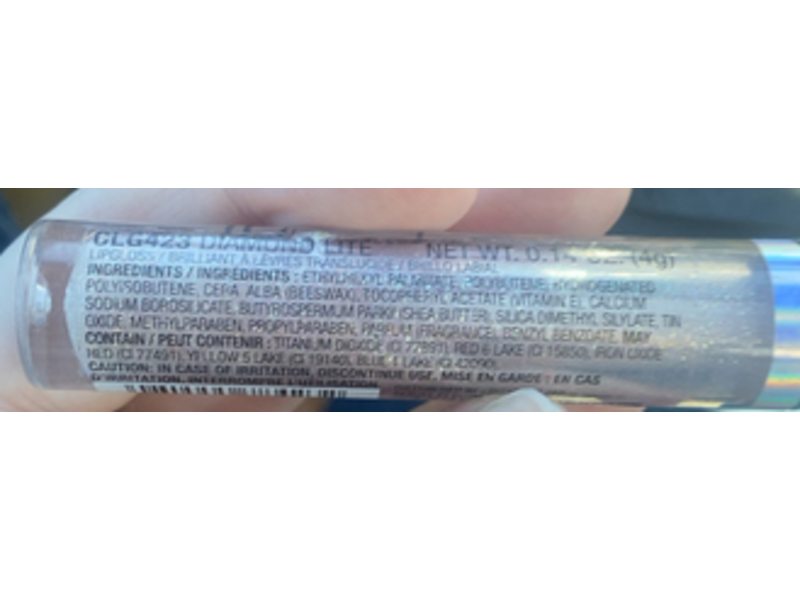 CLG423 DIAMOND LITE NET WT. 0.14 OZ. (4g)
LIPGLOSS / BRILLIANT À LÈVRES TRANSLUCIDE / BRILLO LABIAL
INGREDIENTS / INGRÉDIENTS : ETHYLHEXYL PALMITATE, POLYBUTENE, HYDROGENATED
POLYISOBUTENE, CERA ALBA (BEESWAX), TOCOPHERYL ACETATE (VITAMIN E), CALCIUM
SODIUM BOROSILICATE, BUTYROSPERMUM PARKII (SHEA BUTTER), SILICA DIMETHYL SILYLATE, TIN
OXIDE, METHYLPARABEN, PROPYLPARABEN, PARFUM (FRAGRANCE), BENZYL BENZOATE, MAY
CONTAIN / PEUT CONTENIR : TITANIUM DIOXIDE (CI 77891), RED 6 LAKE (CI 15850), IRON OXIDE
RED (CI 77491), YELLOW 5 LAKE (CI 19140), BLUE 1 LAKE (CI 42090)
CAUTION: IN CASE OF IRRITATION, DISCONTINUE USE. MISE EN GARDE : EN CAS
D'IRRITATION, INTERROMPRE L'UTILISATION